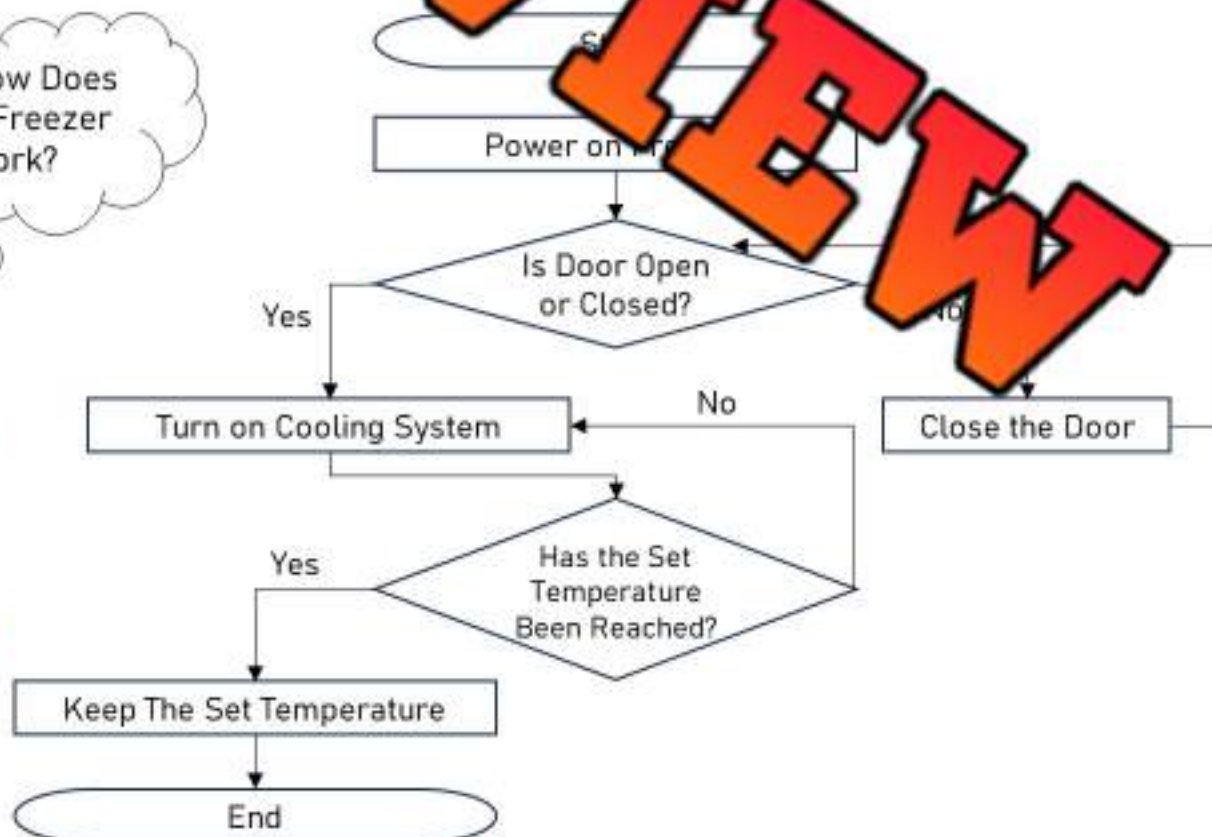 ow Does
Freezer
ork?
Power on
Is Door Open
or Closed?
Yes
No
Turn on Cooling System
No
Close the Door
Has the Set
Temperature
Been Reached?
Yes
Keep The Set Temperature
End
IEW